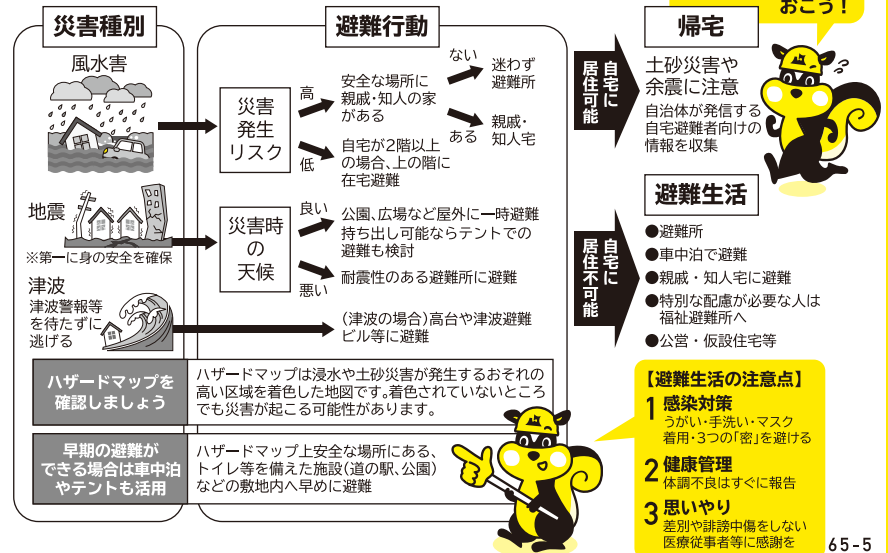 おこう！
災害種別
避難行動
帰宅
風水害
災害
発生
リスク
高
低
安全な場所に
親戚・知人の家
がある
ない
ある
迷わず
避難所
親戚・
知人宅
自宅が2階以上
の場合、上の階に
在宅避難
地震
※第一に身の安全を確保
災害時
の
天候
良い
悪い
公園、広場など屋外に一時避難
持ち出し可能ならテントでの
避難も検討
耐震性のある避難所に避難
津波
津波警報等
を待たずに
逃げる
(津波の場合)高台や津波避難
ビル等に避難
自宅に
居住可能
土砂災害や
余震に注意
自治体が発信する
自宅避難者向けの
情報を収集
自宅に
居住不可能
避難生活
●避難所
●車中泊で避難
●親戚・知人宅に避難
●特別な配慮が必要な人は
福祉避難所へ
●公営・仮設住宅等
ハザードマップを
確認しましょう
ハザードマップは浸水や土砂災害が発生するおそれの
高い区域を着色した地図です。着色されていないところ
でも災害が起こる可能性があります。
早期の避難が
できる場合は車中泊
やテントも活用
ハザードマップ上安全な場所にある、
トイレ等を備えた施設(道の駅、公園)
などの敷地内へ早めに避難
【避難生活の注意点】
1 感染対策
うがい・手洗い・マスク
着用・3つの「密」を避ける
2 健康管理
体調不良はすぐに報告
3 思いやり
差別や誹謗中傷をしない
医療従事者等に感謝を
65-5